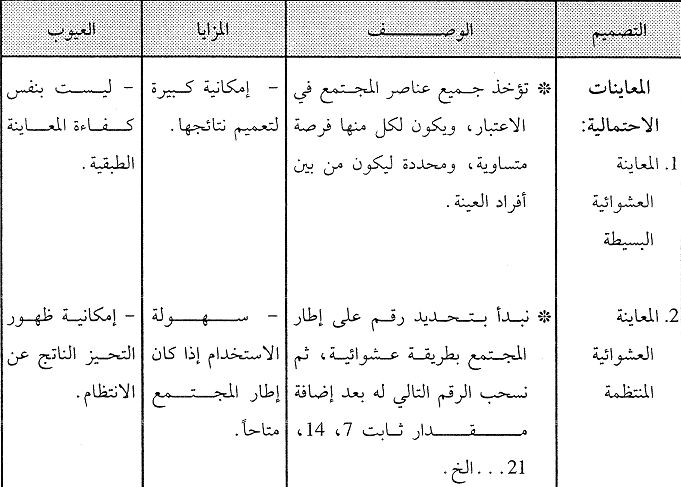 التصميم
الوصف
المزايا
العيوب
المعاينات
الاحتمالية:
1. المعاينة
العشوائية
البسيطة
❊ تؤخذ جميع عناصر المجتمع في
الاعتبار، ويكون لكل منها فرصة
متساوية، ومحددة ليكون من بين
أفراد العينة.
- إمكانية كبيرة
لتعميم نتائجها.
- ليست بنفس
كفاءة المعاينة
الطبقية.
2. المعاينة
العشوائية
المنتظمة
❊ نبدأ بتحديد رقم على إطار
المجتمع بطريقة عشوائية، ثم
نسحب الرقم التالي له بعد إضافة
مقدار ثابت 7، 14،
21...الخ.
- سهولة
الاستخدام إذا كان
إطار المجتمع
متاحاً.
- إمكانية ظهور
التحيز الناتج عن
الانتظام.